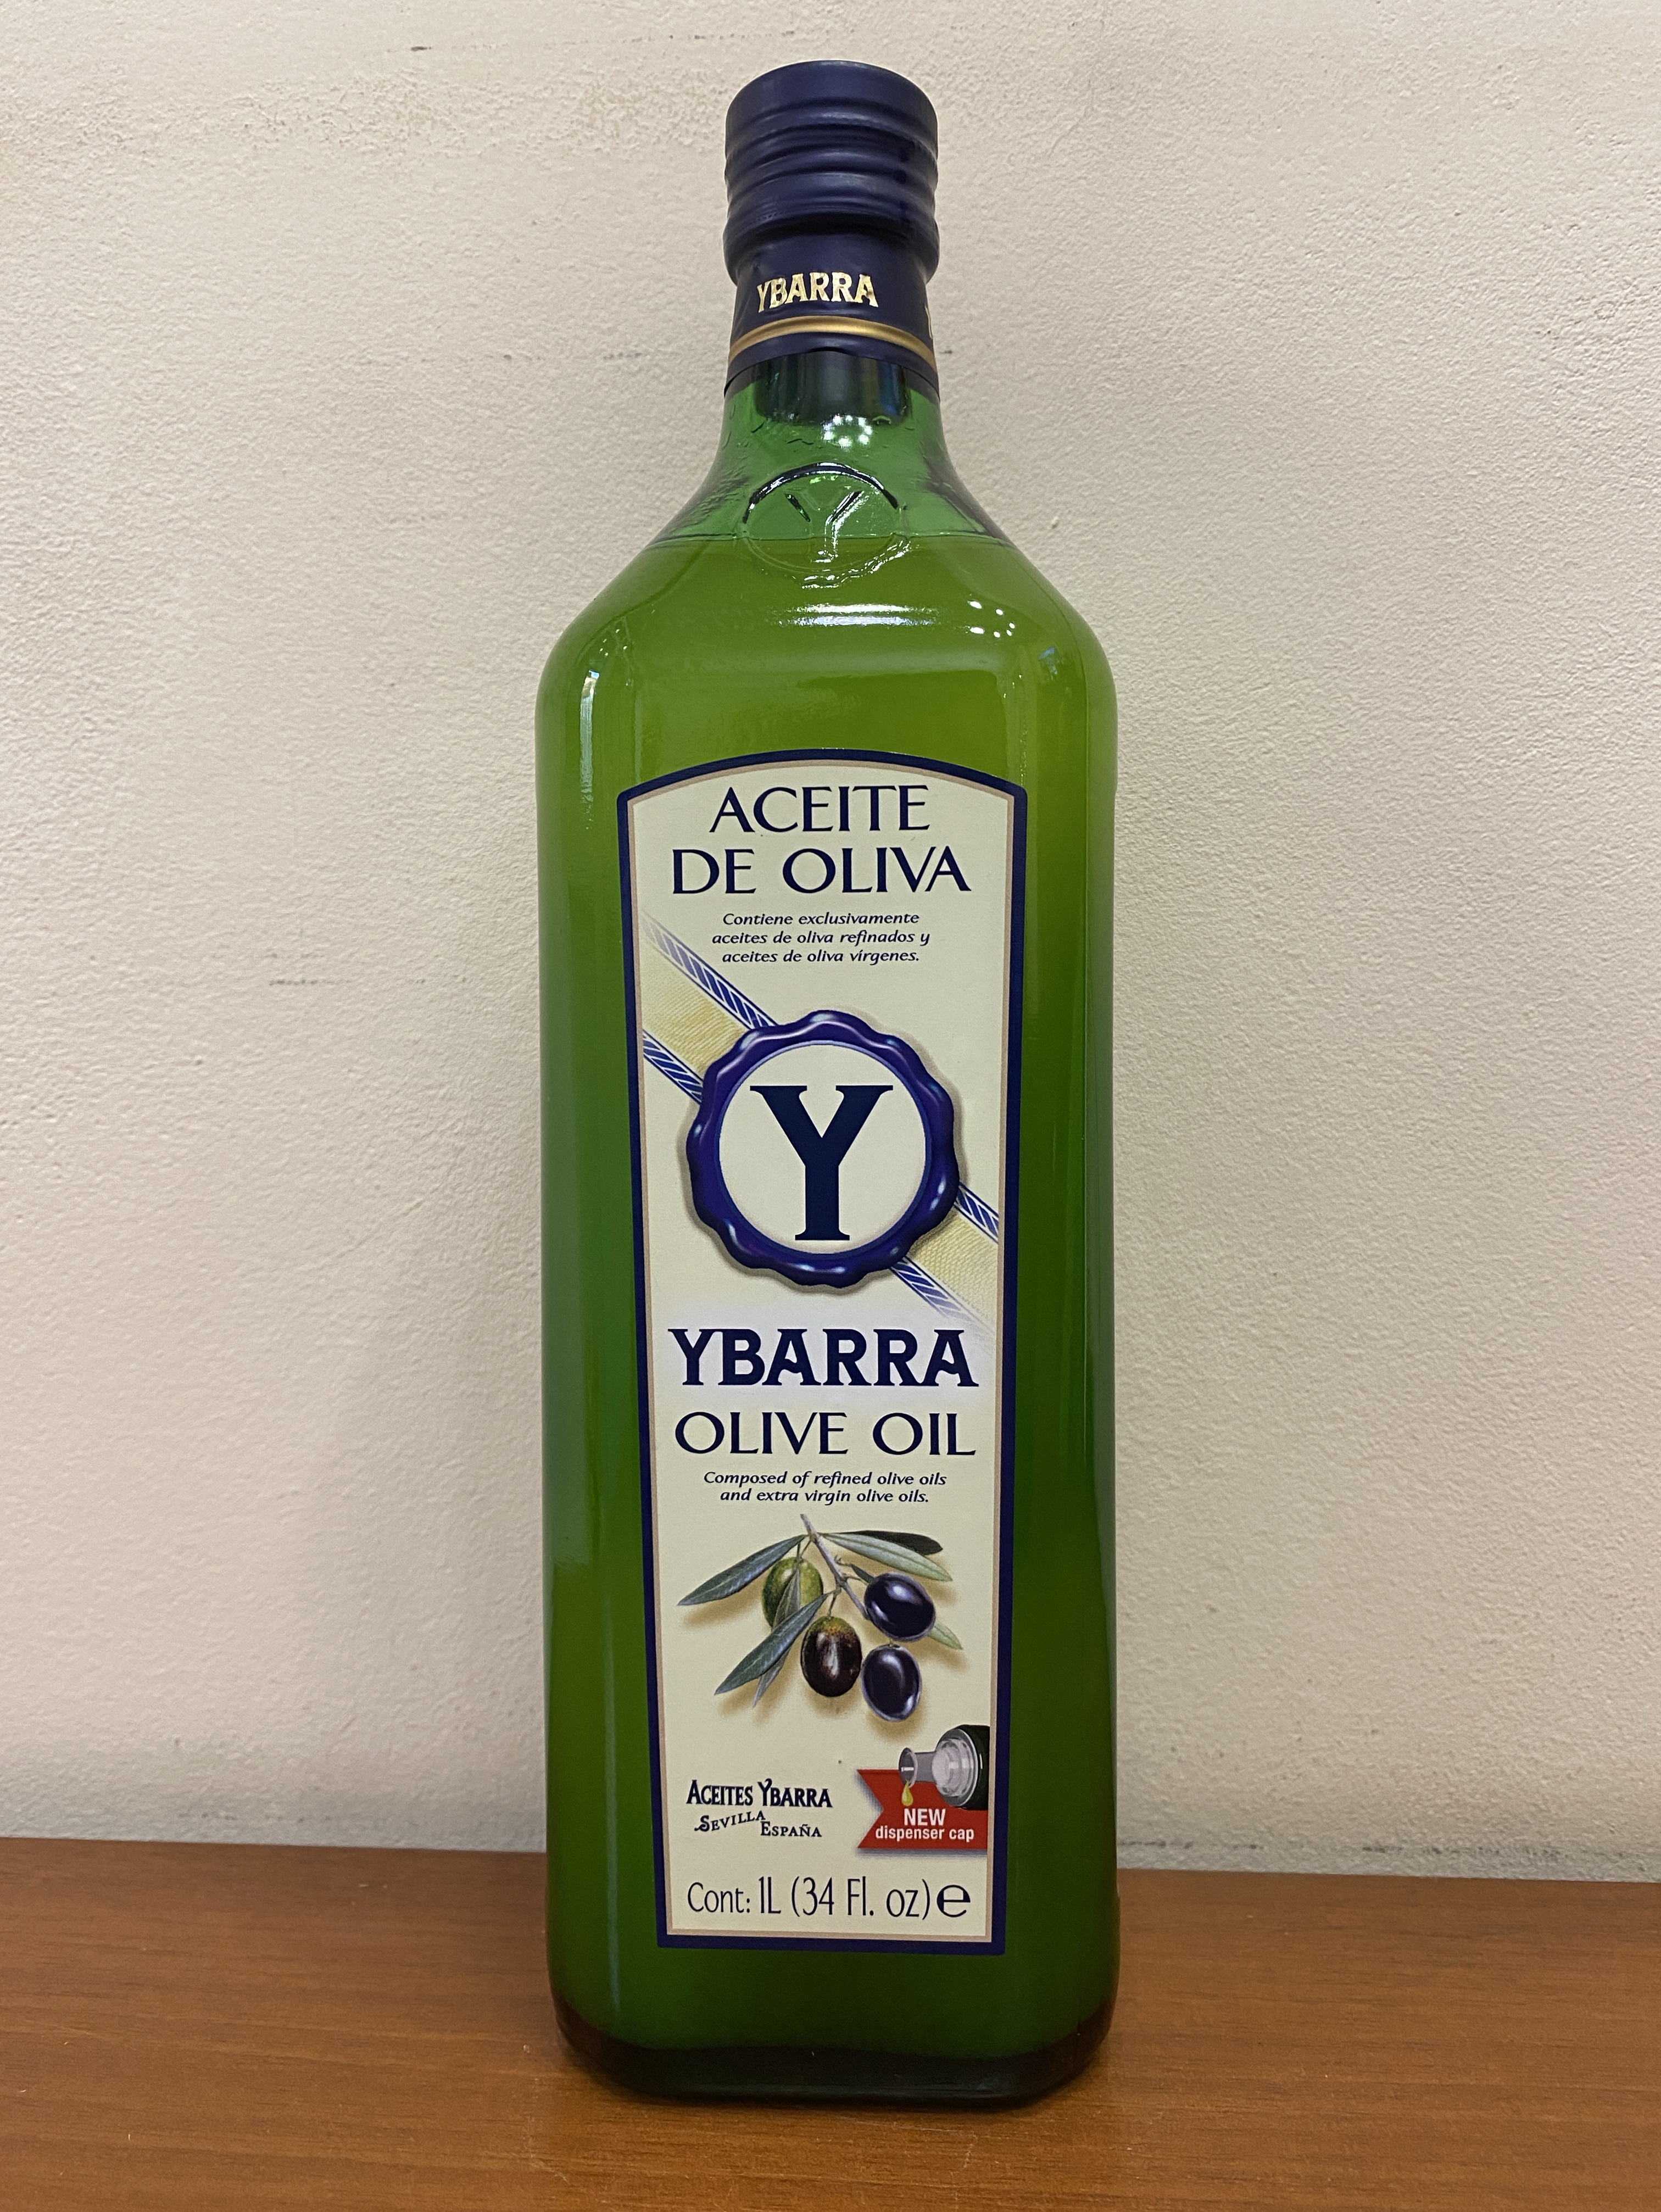 YBARRA
Y
ACEITE
DE OLIVA
Contiene exclusivamente
aceites de oliva refinados y
aceites de oliva vírgenes.
Y
YBARRA
OLIVE OIL
Composed of refined olive oils
and extra virgin olive oils.
ACEITES YBARRA
SEVILLA
ESPAÑA
NEW
dispenser cap
Cont: 1L (34 Fl. oz) e